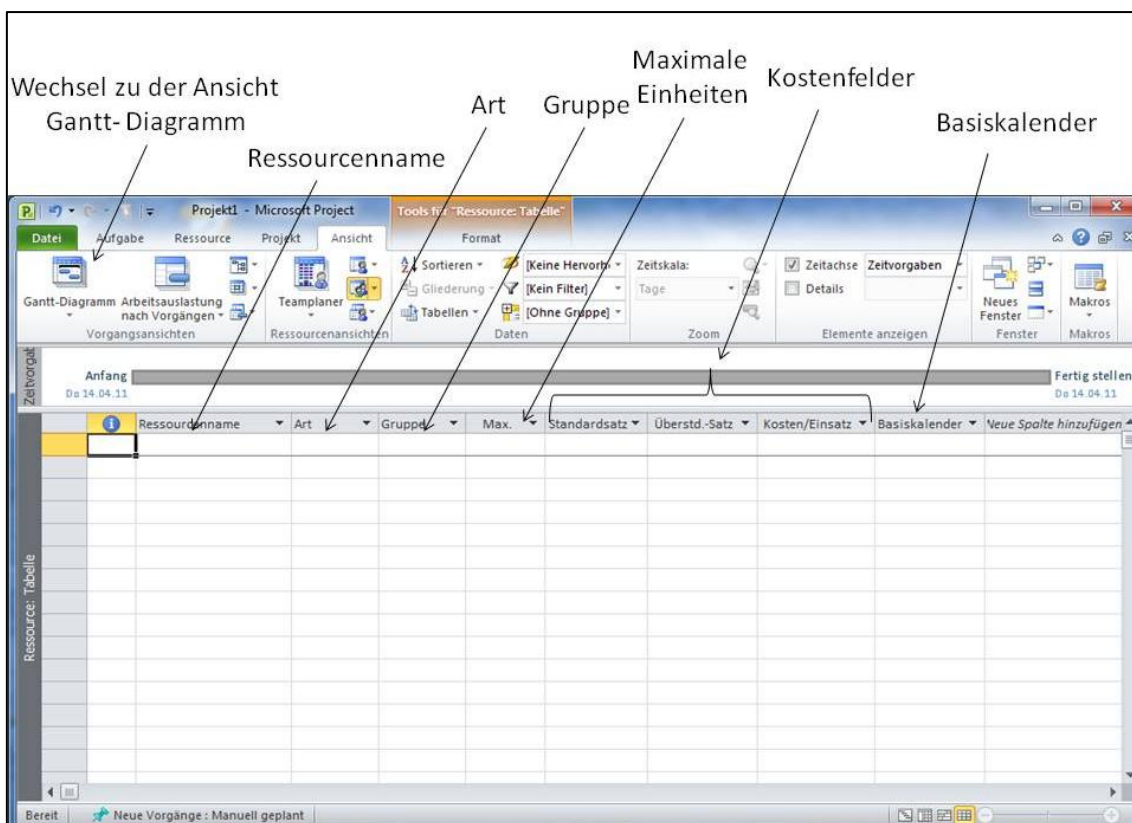 Wechsel zu der Ansicht
Gantt- Diagramm
Ressourcenname
Art
Gruppe
Maximale
Einheiten
Kostenfelder
Basiskalender
Projekt1 - Microsoft Project
Tools für "Ressource: Tabelle"
Datei Aufgabe Ressource Projekt Ansicht Format
Gantt-Diagramm
Arbeitsauslastung
nach Vorgängen
Vorgangsansichten
Teamplaner
Ressourcenansichten
Sortieren
Gliederung
Tabellen
[Keine Hervorh
[Kein Filter]
[Ohne Gruppe]
Daten
Zeitskala:
Tage
Zoom
Zeitachse
Details
Zeitvorgaben
Elemente anzeigen
Neues
Fenster
Fenster
Makros
Makros
Zeitvorgab
Anfang
Do 14.04.11
Fertig stellen
Do 14.04.11
Ressourcenname Art Gruppe Max. Standardsatz Überstd.-Satz Kosten/Einsatz Basiskalender Neue Spalte hinzufügen
Ressource: Tabelle
Bereit Neue Vorgänge : Manuell geplant